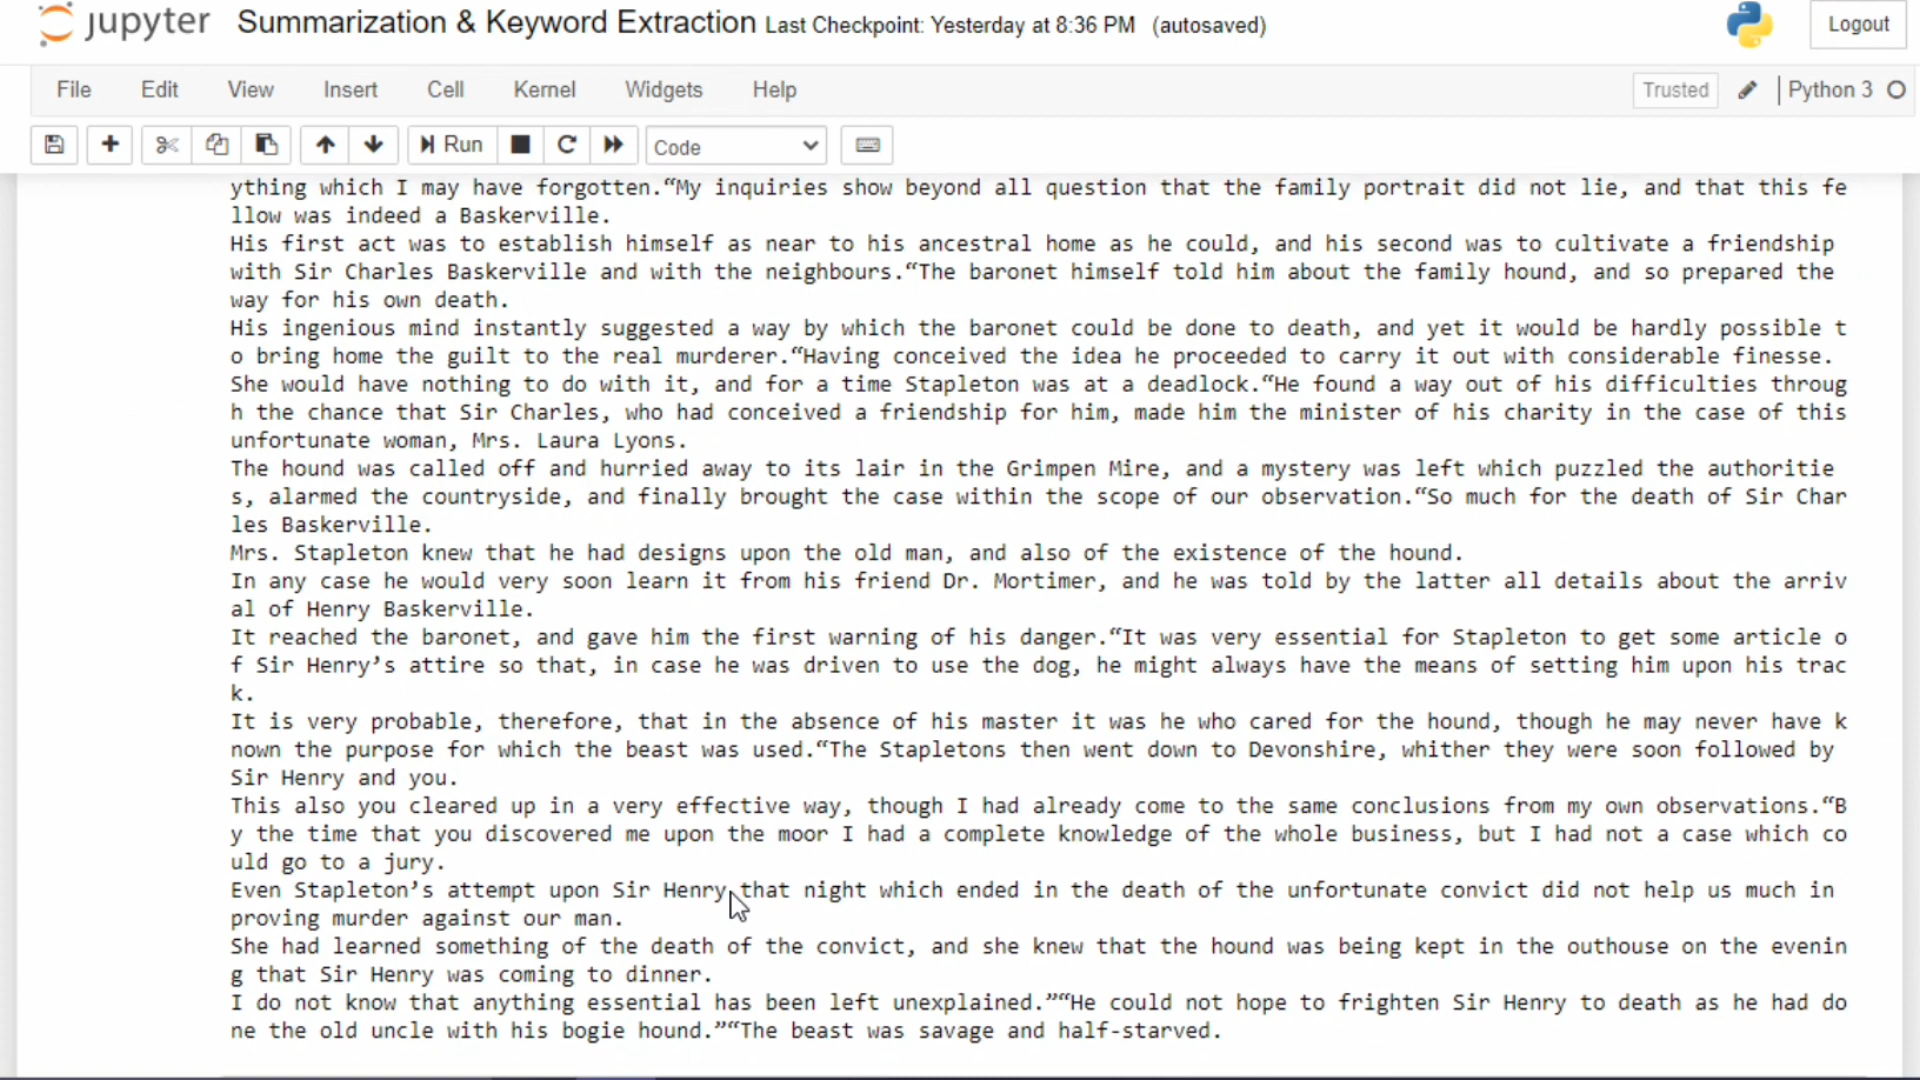 jupyter Summarization & Keyword Extraction Last Checkpoint: Yesterday at 8:36 PM (autosaved) Logout
File Edit View Insert Cell Kernel Widgets Help Trusted Python 3
Run Code
ything which I may have forgotten.“My inquiries show beyond all question that the family portrait did not lie, and that this fe
llow was indeed a Baskerville.
His first act was to establish himself as near to his ancestral home as he could, and his second was to cultivate a friendship
with Sir Charles Baskerville and with the neighbours.“The baronet himself told him about the family hound, and so prepared the
way for his own death.
His ingenious mind instantly suggested a way by which the baronet could be done to death, and yet it would be hardly possible t
o bring home the guilt to the real murderer.“Having conceived the idea he proceeded to carry it out with considerable finesse.
She would have nothing to do with it, and for a time Stapleton was at a deadlock.“He found a way out of his difficulties throug
h the chance that Sir Charles, who had conceived a friendship for him, made him the minister of his charity in the case of this
unfortunate woman, Mrs. Laura Lyons.
The hound was called off and hurried away to its lair in the Grimpen Mire, and a mystery was left which puzzled the authoritie
s, alarmed the countryside, and finally brought the case within the scope of our observation.“So much for the death of Sir Char
les Baskerville.
Mrs. Stapleton knew that he had designs upon the old man, and also of the existence of the hound.
In any case he would very soon learn it from his friend Dr. Mortimer, and he was told by the latter all details about the arriv
al of Henry Baskerville.
It reached the baronet, and gave him the first warning of his danger.“It was very essential for Stapleton to get some article o
f Sir Henry’s attire so that, in case he was driven to use the dog, he might always have the means of setting him upon his trac
k.
It is very probable, therefore, that in the absence of his master it was he who cared for the hound, though he may never have k
nown the purpose for which the beast was used.“The Stapletons then went down to Devonshire, whither they were soon followed by
Sir Henry and you.
This also you cleared up in a very effective way, though I had already come to the same conclusions from my own observations.“B
y the time that you discovered me upon the moor I had a complete knowledge of the whole business, but I had not a case which co
uld go to a jury.
Even Stapleton’s attempt upon Sir Henry that night which ended in the death of the unfortunate convict did not help us much in
proving murder against our man.
She had learned something of the death of the convict, and she knew that the hound was being kept in the outhouse on the evenin
g that Sir Henry was coming to dinner.
I do not know that anything essential has been left unexplained.”“He could not hope to frighten Sir Henry to death as he had do
ne the old uncle with his bogie hound.”“The beast was savage and half-starved.